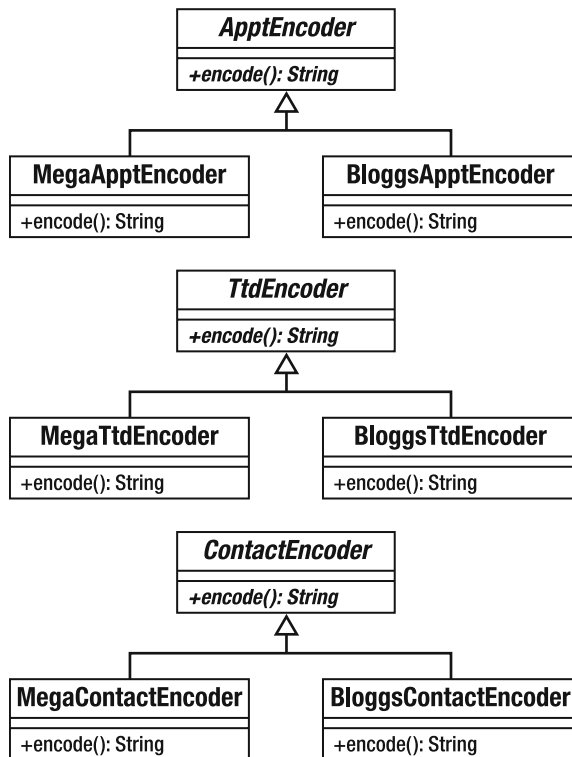 ApptEncoder
+encode(): String
MegaApptEncoder
BloggsApptEncoder
+encode(): String
+encode(): String
TtdEncoder
+encode(): String
MegaTtdEncoder
BloggsTtdEncoder
+encode(): String
+encode(): String
ContactEncoder
+encode(): String
MegaContactEncoder
BloggsContactEncoder
+encode(): String
+encode(): String